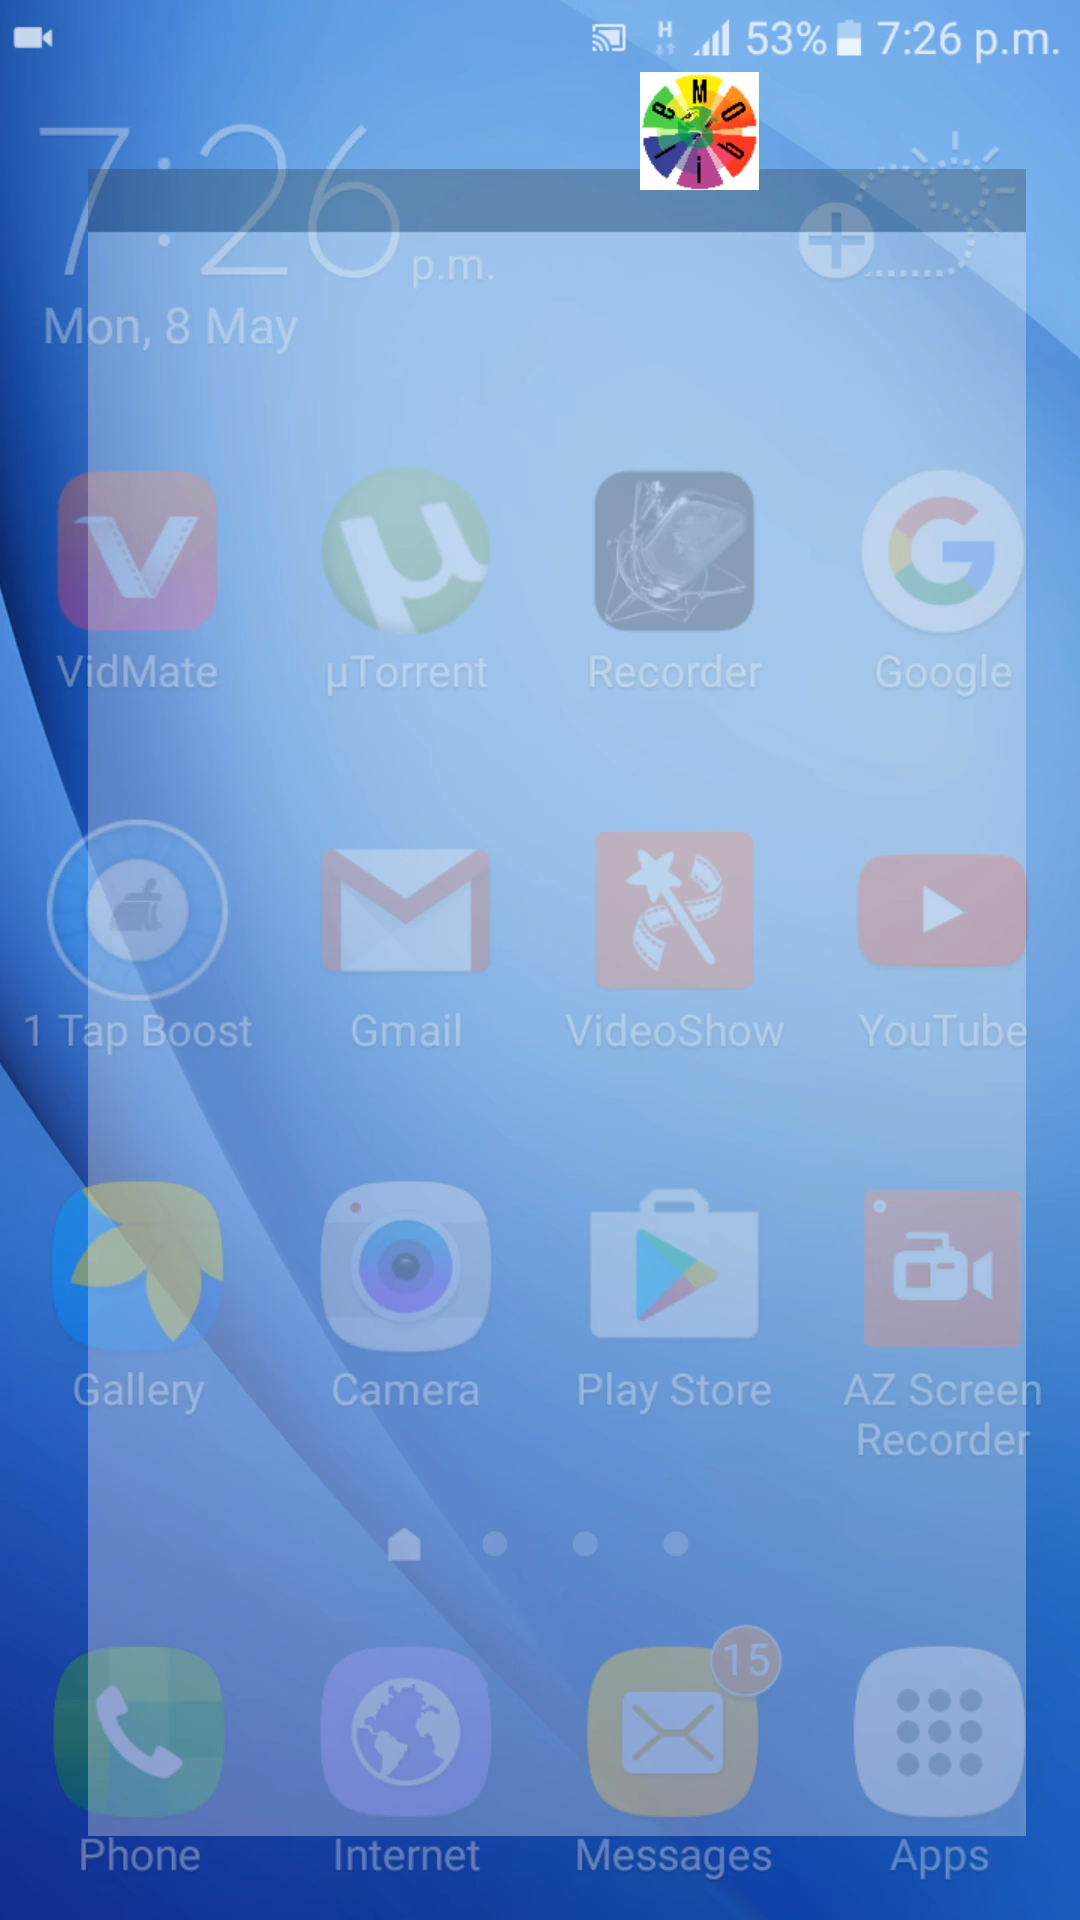 H 53% 7:26 p.m.
Mobile
7:26 p.m.
Mon, 8 May
VidMate µTorrent Recorder Google
1 Tap Boost Gmail VideoShow YouTube
Gallery Camera Play Store AZ Screen Recorder
15
Phone Internet Messages Apps